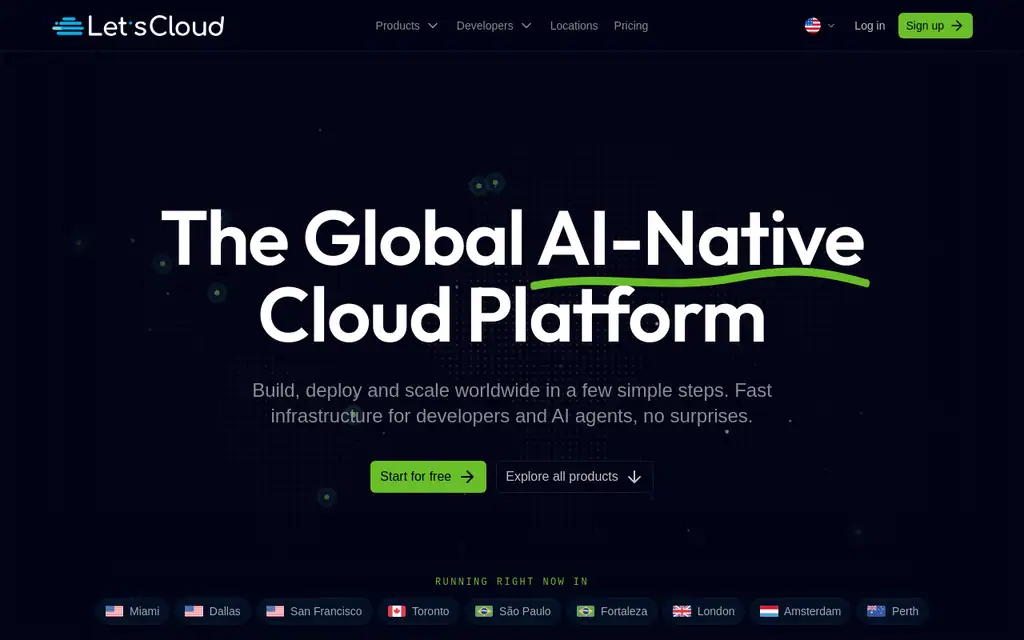 Let'sCloud
Products
Developers
Locations
Pricing
Log in
Sign up
The Global AI-Native
Cloud Platform
Build, deploy and scale worldwide in a few simple steps. Fast
infrastructure for developers and AI agents, no surprises.
Start for free
Explore all products
RUNNING RIGHT NOW IN
Miami
Dallas
San Francisco
Toronto
São Paulo
Fortaleza
London
Amsterdam
Perth